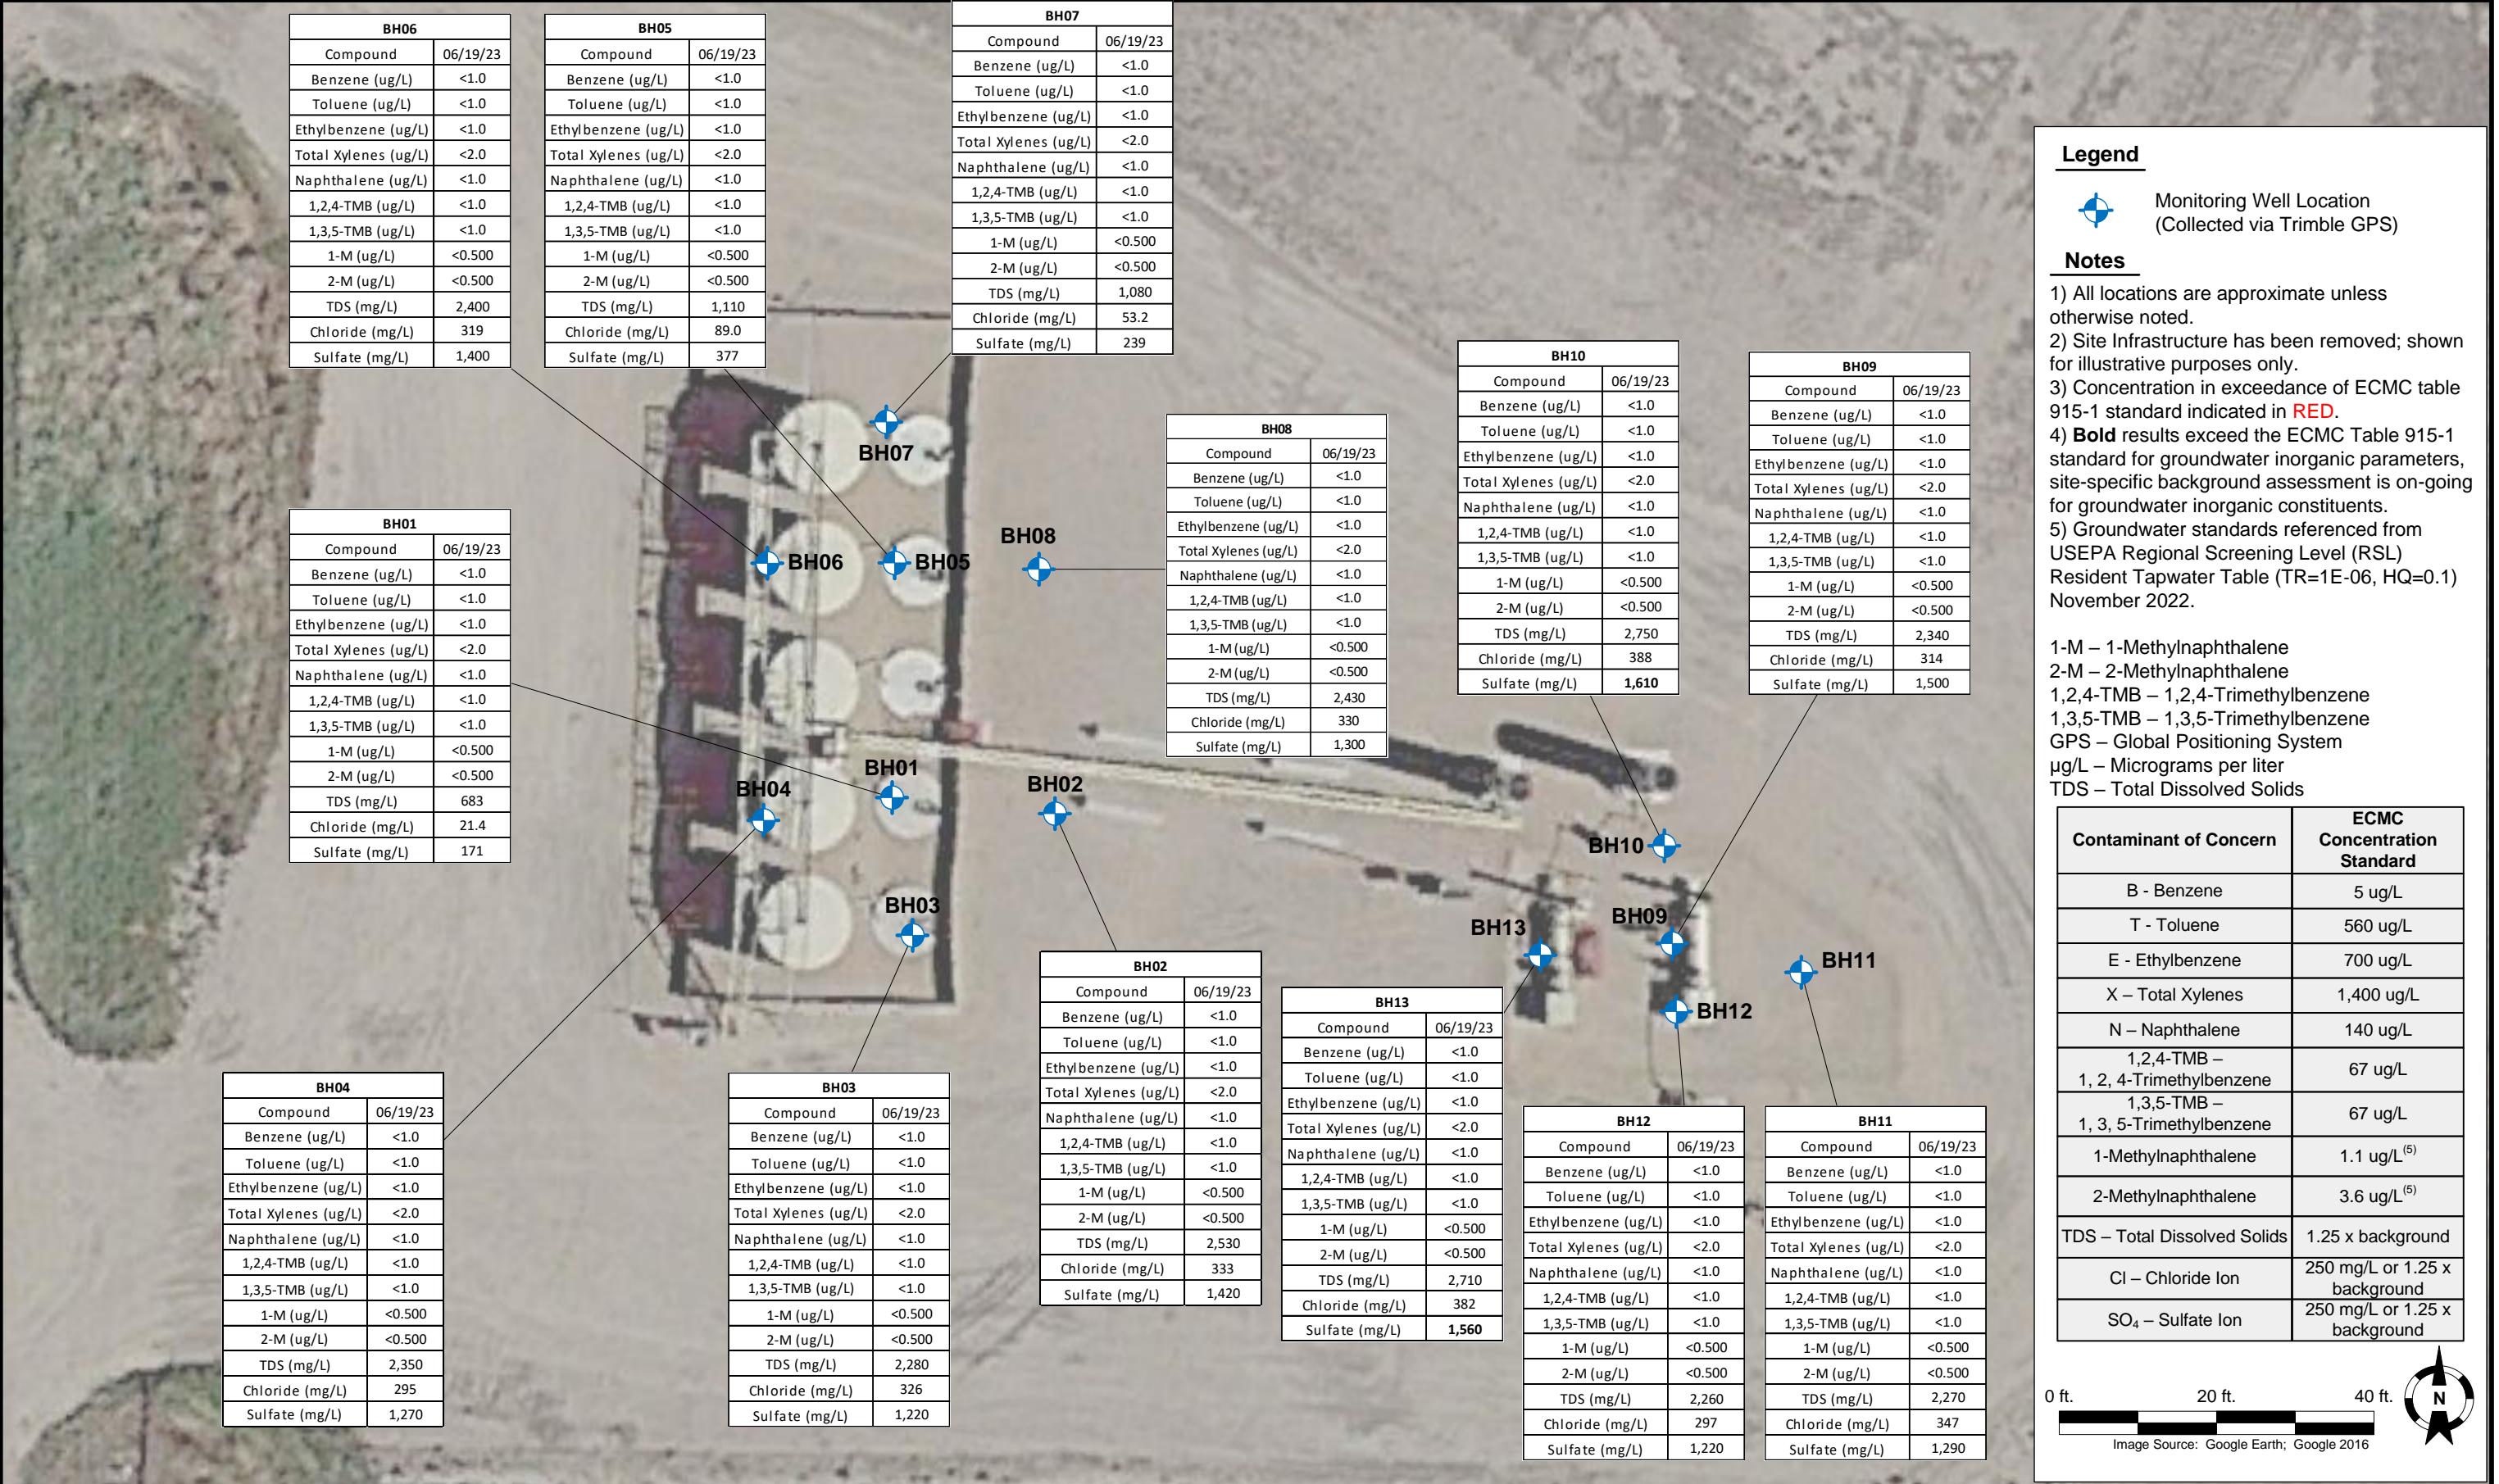 BH06
Compound 06/19/23
Benzene (ug/L) <1.0
Toluene (ug/L) <1.0
Ethylbenzene (ug/L) <1.0
Total Xylenes (ug/L) <2.0
Naphthalene (ug/L) <1.0
1,2,4-TMB (ug/L) <1.0
1,3,5-TMB (ug/L) <1.0
1-M (ug/L) <0.500
2-M (ug/L) <0.500
TDS (mg/L) 2,400
Chloride (mg/L) 319
Sulfate (mg/L) 1,400
BH05
Compound 06/19/23
Benzene (ug/L) <1.0
Toluene (ug/L) <1.0
Ethylbenzene (ug/L) <1.0
Total Xylenes (ug/L) <2.0
Naphthalene (ug/L) <1.0
1,2,4-TMB (ug/L) <1.0
1,3,5-TMB (ug/L) <1.0
1-M (ug/L) <0.500
2-M (ug/L) <0.500
TDS (mg/L) 1,110
Chloride (mg/L) 89.0
Sulfate (mg/L) 377
BH07
Compound 06/19/23
Benzene (ug/L) <1.0
Toluene (ug/L) <1.0
Ethylbenzene (ug/L) <1.0
Total Xylenes (ug/L) <2.0
Naphthalene (ug/L) <1.0
1,2,4-TMB (ug/L) <1.0
1,3,5-TMB (ug/L) <1.0
1-M (ug/L) <0.500
2-M (ug/L) <0.500
TDS (mg/L) 1,080
Chloride (mg/L) 53.2
Sulfate (mg/L) 239
BH08
Compound 06/19/23
Benzene (ug/L) <1.0
Toluene (ug/L) <1.0
Ethylbenzene (ug/L) <1.0
Total Xylenes (ug/L) <2.0
Naphthalene (ug/L) <1.0
1,2,4-TMB (ug/L) <1.0
1,3,5-TMB (ug/L) <1.0
1-M (ug/L) <0.500
2-M (ug/L) <0.500
TDS (mg/L) 2,430
Chloride (mg/L) 330
Sulfate (mg/L) 1,300
BH10
Compound 06/19/23
Benzene (ug/L) <1.0
Toluene (ug/L) <1.0
Ethylbenzene (ug/L) <1.0
Total Xylenes (ug/L) <2.0
Naphthalene (ug/L) <1.0
1,2,4-TMB (ug/L) <1.0
1,3,5-TMB (ug/L) <1.0
1-M (ug/L) <0.500
2-M (ug/L) <0.500
TDS (mg/L) 2,750
Chloride (mg/L) 388
Sulfate (mg/L) 1,610
BH09
Compound 06/19/23
Benzene (ug/L) <1.0
Toluene (ug/L) <1.0
Ethylbenzene (ug/L) <1.0
Total Xylenes (ug/L) <2.0
Naphthalene (ug/L) <1.0
1,2,4-TMB (ug/L) <1.0
1,3,5-TMB (ug/L) <1.0
1-M (ug/L) <0.500
2-M (ug/L) <0.500
TDS (mg/L) 2,340
Chloride (mg/L) 314
Sulfate (mg/L) 1,500
BH01
Compound 06/19/23
Benzene (ug/L) <1.0
Toluene (ug/L) <1.0
Ethylbenzene (ug/L) <1.0
Total Xylenes (ug/L) <2.0
Naphthalene (ug/L) <1.0
1,2,4-TMB (ug/L) <1.0
1,3,5-TMB (ug/L) <1.0
1-M (ug/L) <0.500
2-M (ug/L) <0.500
TDS (mg/L) 683
Chloride (mg/L) 21.4
Sulfate (mg/L) 171
BH07
BH08
BH06
BH05
BH01
BH04
BH02
BH10
BH03
BH09
BH13
BH11
BH12
BH04
Compound 06/19/23
Benzene (ug/L) <1.0
Toluene (ug/L) <1.0
Ethylbenzene (ug/L) <1.0
Total Xylenes (ug/L) <2.0
Naphthalene (ug/L) <1.0
1,2,4-TMB (ug/L) <1.0
1,3,5-TMB (ug/L) <1.0
1-M (ug/L) <0.500
2-M (ug/L) <0.500
TDS (mg/L) 2,350
Chloride (mg/L) 295
Sulfate (mg/L) 1,270
BH03
Compound 06/19/23
Benzene (ug/L) <1.0
Toluene (ug/L) <1.0
Ethylbenzene (ug/L) <1.0
Total Xylenes (ug/L) <2.0
Naphthalene (ug/L) <1.0
1,2,4-TMB (ug/L) <1.0
1,3,5-TMB (ug/L) <1.0
1-M (ug/L) <0.500
2-M (ug/L) <0.500
TDS (mg/L) 2,280
Chloride (mg/L) 326
Sulfate (mg/L) 1,220
BH02
Compound 06/19/23
Benzene (ug/L) <1.0
Toluene (ug/L) <1.0
Ethylbenzene (ug/L) <1.0
Total Xylenes (ug/L) <2.0
Naphthalene (ug/L) <1.0
1,2,4-TMB (ug/L) <1.0
1,3,5-TMB (ug/L) <1.0
1-M (ug/L) <0.500
2-M (ug/L) <0.500
TDS (mg/L) 2,530
Chloride (mg/L) 333
Sulfate (mg/L) 1,420
BH13
Compound 06/19/23
Benzene (ug/L) <1.0
Toluene (ug/L) <1.0
Ethylbenzene (ug/L) <1.0
Total Xylenes (ug/L) <2.0
Naphthalene (ug/L) <1.0
1,2,4-TMB (ug/L) <1.0
1,3,5-TMB (ug/L) <1.0
1-M (ug/L) <0.500
2-M (ug/L) <0.500
TDS (mg/L) 2,710
Chloride (mg/L) 382
Sulfate (mg/L) 1,560
BH12
Compound 06/19/23
Benzene (ug/L) <1.0
Toluene (ug/L) <1.0
Ethylbenzene (ug/L) <1.0
Total Xylenes (ug/L) <2.0
Naphthalene (ug/L) <1.0
1,2,4-TMB (ug/L) <1.0
1,3,5-TMB (ug/L) <1.0
1-M (ug/L) <0.500
2-M (ug/L) <0.500
TDS (mg/L) 2,260
Chloride (mg/L) 297
Sulfate (mg/L) 1,220
BH11
Compound 06/19/23
Benzene (ug/L) <1.0
Toluene (ug/L) <1.0
Ethylbenzene (ug/L) <1.0
Total Xylenes (ug/L) <2.0
Naphthalene (ug/L) <1.0
1,2,4-TMB (ug/L) <1.0
1,3,5-TMB (ug/L) <1.0
1-M (ug/L) <0.500
2-M (ug/L) <0.500
TDS (mg/L) 2,270
Chloride (mg/L) 347
Sulfate (mg/L) 1,290
Legend
Monitoring Well Location
(Collected via Trimble GPS)
Notes
1) All locations are approximate unless
otherwise noted.
2) Site Infrastructure has been removed; shown
for illustrative purposes only.
3) Concentration in exceedance of ECMC table
915-1 standard indicated in RED.
4) Bold results exceed the ECMC Table 915-1
standard for groundwater inorganic parameters,
site-specific background assessment is on-going
for groundwater inorganic constituents.
5) Groundwater standards referenced from
USEPA Regional Screening Level (RSL)
Resident Tapwater Table (TR=1E-06, HQ=0.1)
November 2022.
1-M – 1-Methylnaphthalene
2-M – 2-Methylnaphthalene
1,2,4-TMB – 1,2,4-Trimethylbenzene
1,3,5-TMB – 1,3,5-Trimethylbenzene
GPS – Global Positioning System
µg/L – Micrograms per liter
TDS – Total Dissolved Solids
Contaminant of Concern ECMC
Concentration
Standard
B - Benzene 5 ug/L
T - Toluene 560 ug/L
E - Ethylbenzene 700 ug/L
X – Total Xylenes 1,400 ug/L
N – Naphthalene 140 ug/L
1,2,4-TMB –
1, 2, 4-Trimethylbenzene 67 ug/L
1,3,5-TMB –
1, 3, 5-Trimethylbenzene 67 ug/L
1-Methylnaphthalene 1.1 ug/L(5)
2-Methylnaphthalene 3.6 ug/L(5)
TDS – Total Dissolved Solids 1.25 x background
Cl – Chloride Ion 250 mg/L or 1.25 x
background
SO₄ – Sulfate Ion 250 mg/L or 1.25 x
background
0 ft. 20 ft. 40 ft.
N
Image Source: Google Earth; Google 2016